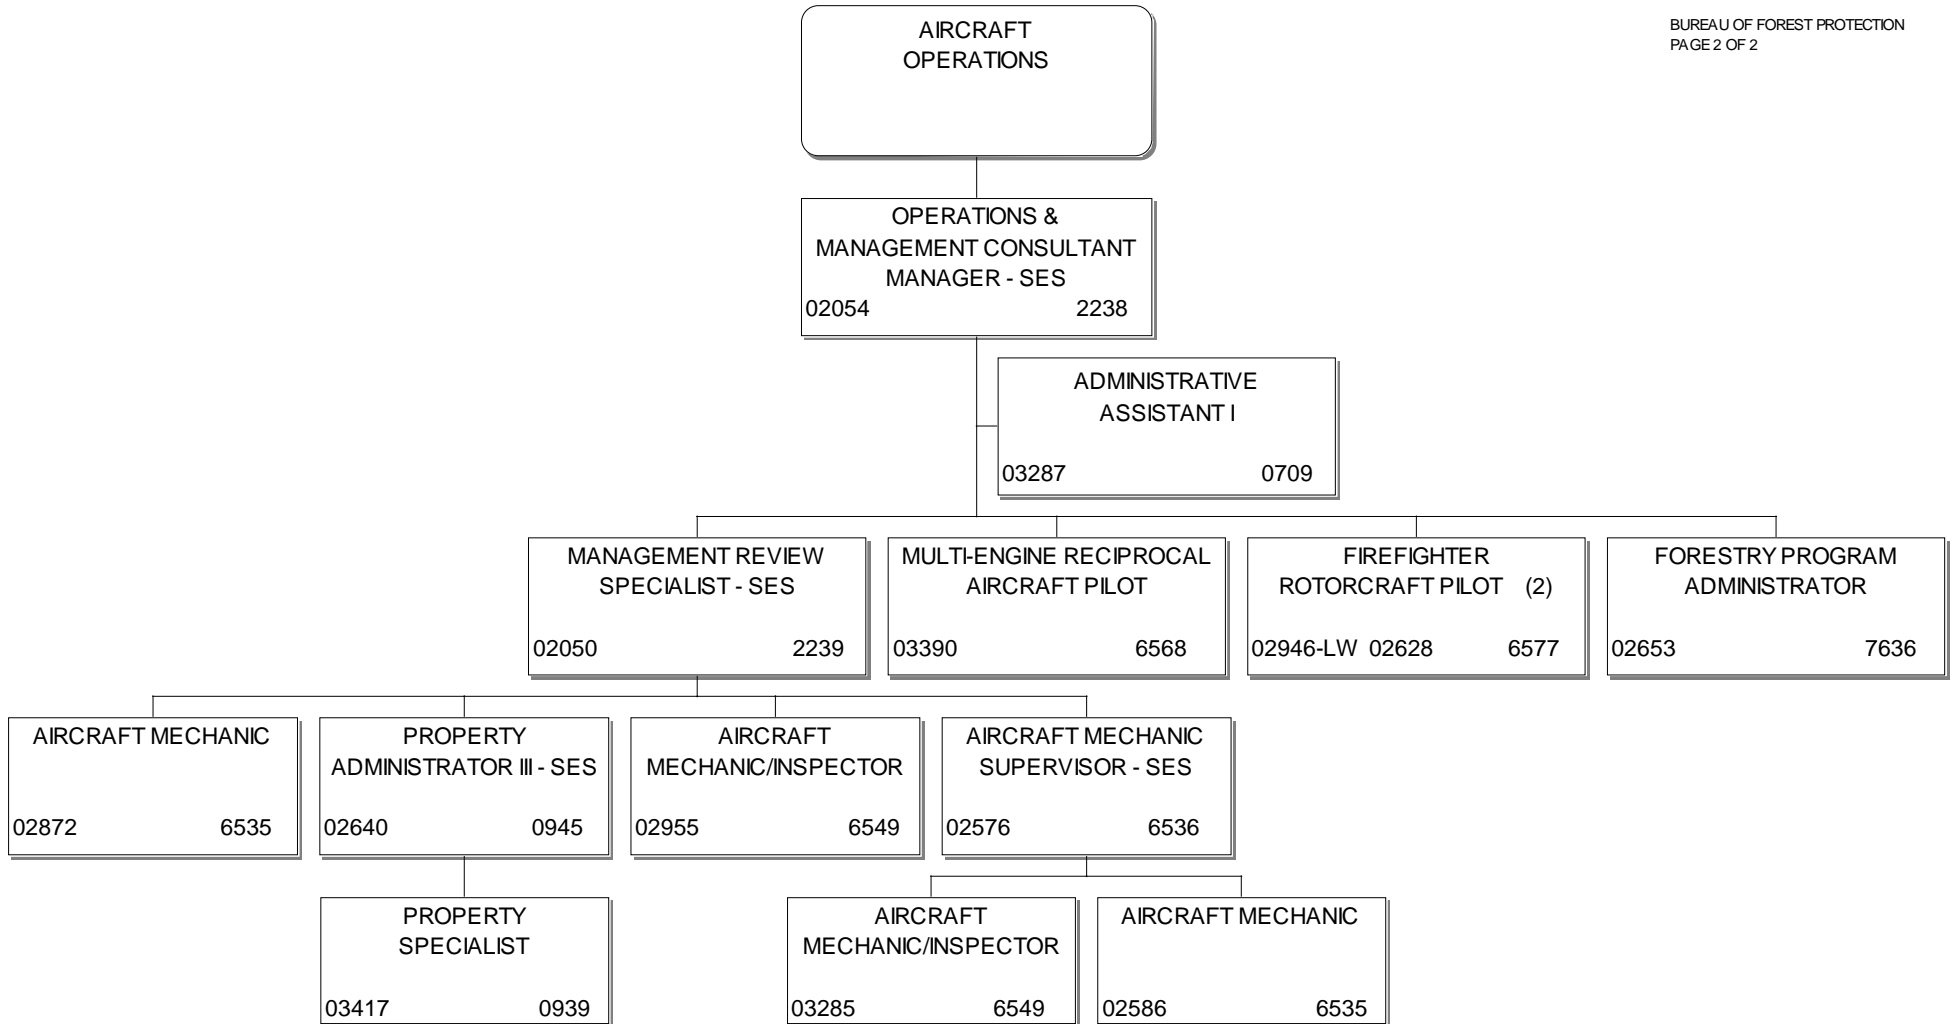 AIRCRAFT
OPERATIONS
BUREAU OF FOREST PROTECTION
PAGE 2 OF 2
OPERATIONS &
MANAGEMENT CONSULTANT
MANAGER - SES
02054 2238
ADMINISTRATIVE
ASSISTANT I
03287 0709
MANAGEMENT REVIEW
SPECIALIST - SES
02050 2239
MULTI-ENGINE RECIPROCAL
AIRCRAFT PILOT
03390 6568
FIREFIGHTER
ROTORCRAFT PILOT (2)
02946-LW 02628 6577
FORESTRY PROGRAM
ADMINISTRATOR
02653 7636
AIRCRAFT MECHANIC
02872 6535
PROPERTY
ADMINISTRATOR III - SES
02640 0945
AIRCRAFT
MECHANIC/INSPECTOR
02955 6549
AIRCRAFT MECHANIC
SUPERVISOR - SES
02576 6536
PROPERTY
SPECIALIST
03417 0939
AIRCRAFT
MECHANIC/INSPECTOR
03285 6549
AIRCRAFT MECHANIC
02586 6535